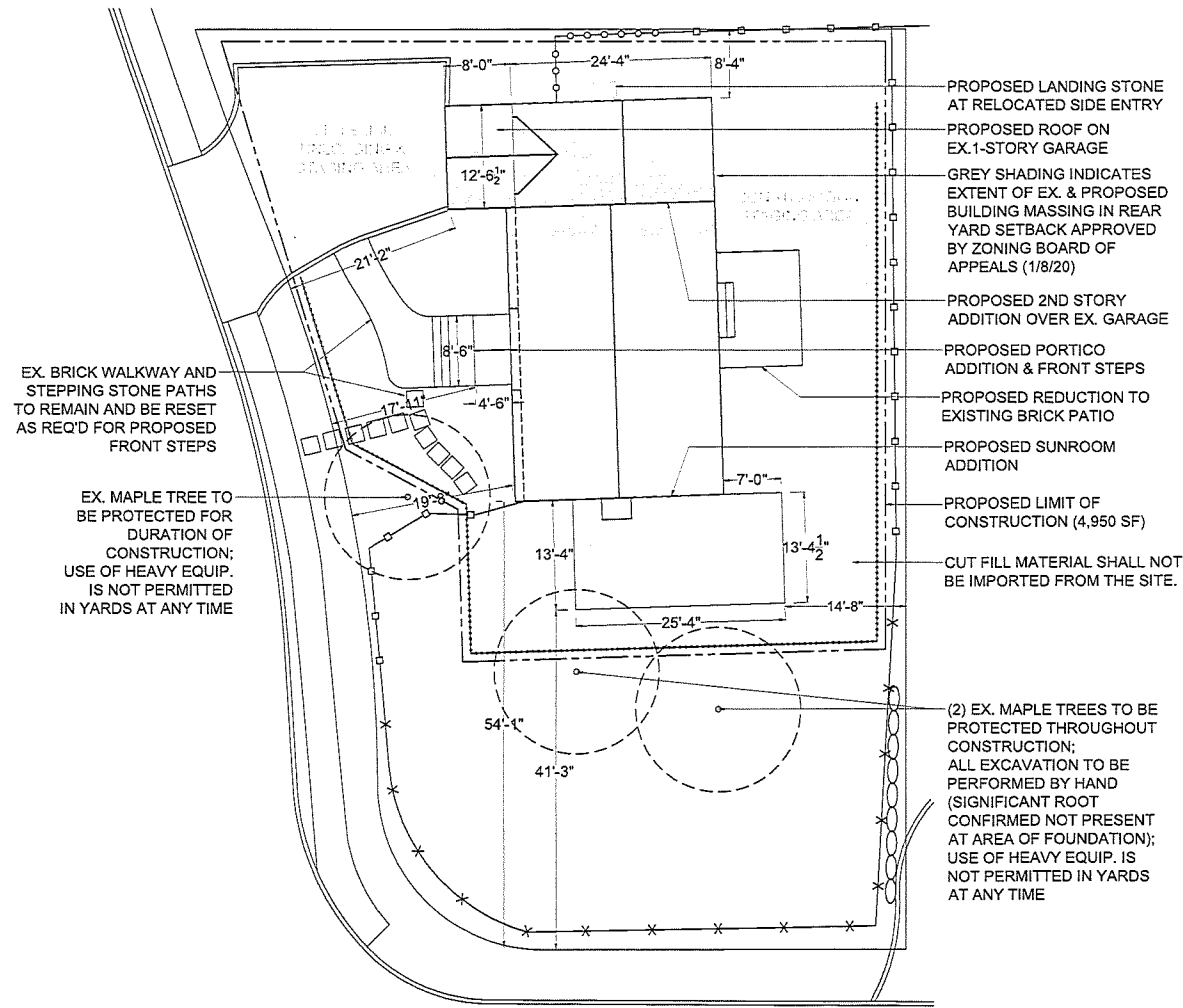 8'-0"
24'-4"
8'-4"
12'-6½"
21'-2"
8'-6"
17'-11"
4'-6"
19'-8"
7'-0"
13'-4"
13'-4½"
14'-8"
25'-4"
54'-1"
41'-3"
EX. BRICK WALKWAY AND
STEPPING STONE PATHS
TO REMAIN AND BE RESET
AS REQ'D FOR PROPOSED
FRONT STEPS
EX. MAPLE TREE TO
BE PROTECTED FOR
DURATION OF
CONSTRUCTION;
USE OF HEAVY EQUIP.
IS NOT PERMITTED
IN YARDS AT ANY TIME
PROPOSED LANDING STONE
AT RELOCATED SIDE ENTRY
PROPOSED ROOF ON
EX.1-STORY GARAGE
GREY SHADING INDICATES
EXTENT OF EX. & PROPOSED
BUILDING MASSING IN REAR
YARD SETBACK APPROVED
BY ZONING BOARD OF
APPEALS (1/8/20)
PROPOSED 2ND STORY
ADDITION OVER EX. GARAGE
PROPOSED PORTICO
ADDITION & FRONT STEPS
PROPOSED REDUCTION TO
EXISTING BRICK PATIO
PROPOSED SUNROOM
ADDITION
PROPOSED LIMIT OF
CONSTRUCTION (4,950 SF)
CUT FILL MATERIAL SHALL NOT
BE IMPORTED FROM THE SITE.
(2) EX. MAPLE TREES TO BE
PROTECTED THROUGHOUT
CONSTRUCTION;
ALL EXCAVATION TO BE
PERFORMED BY HAND
(SIGNIFICANT ROOT
CONFIRMED NOT PRESENT
AT AREA OF FOUNDATION);
USE OF HEAVY EQUIP. IS
NOT PERMITTED IN YARDS
AT ANY TIME